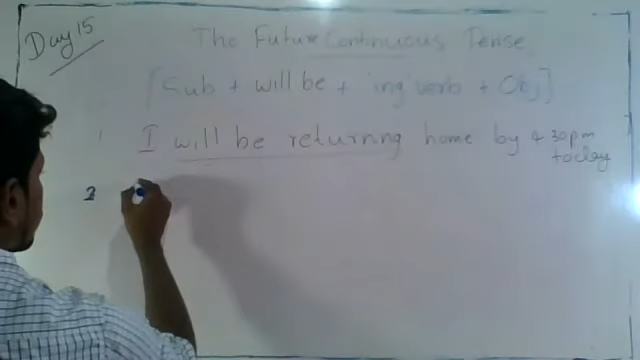 Day 15
The Future Continuous Tense
[Sub + will be + 'ing' verb + Obj]
1 I will be returning home by 4 30pm
today
2